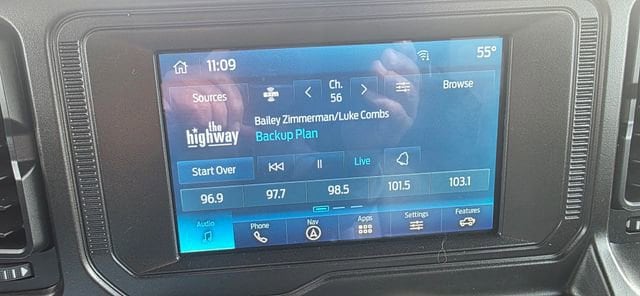 11:09
55°
Sources
Ch.
56
Browse
the
highway
Bailey Zimmerman/Luke Combs
Backup Plan
Start Over
Live
96.9
97.7
98.5
101.5
103.1
Audio
Phone
Nav
Apps
Settings
Features